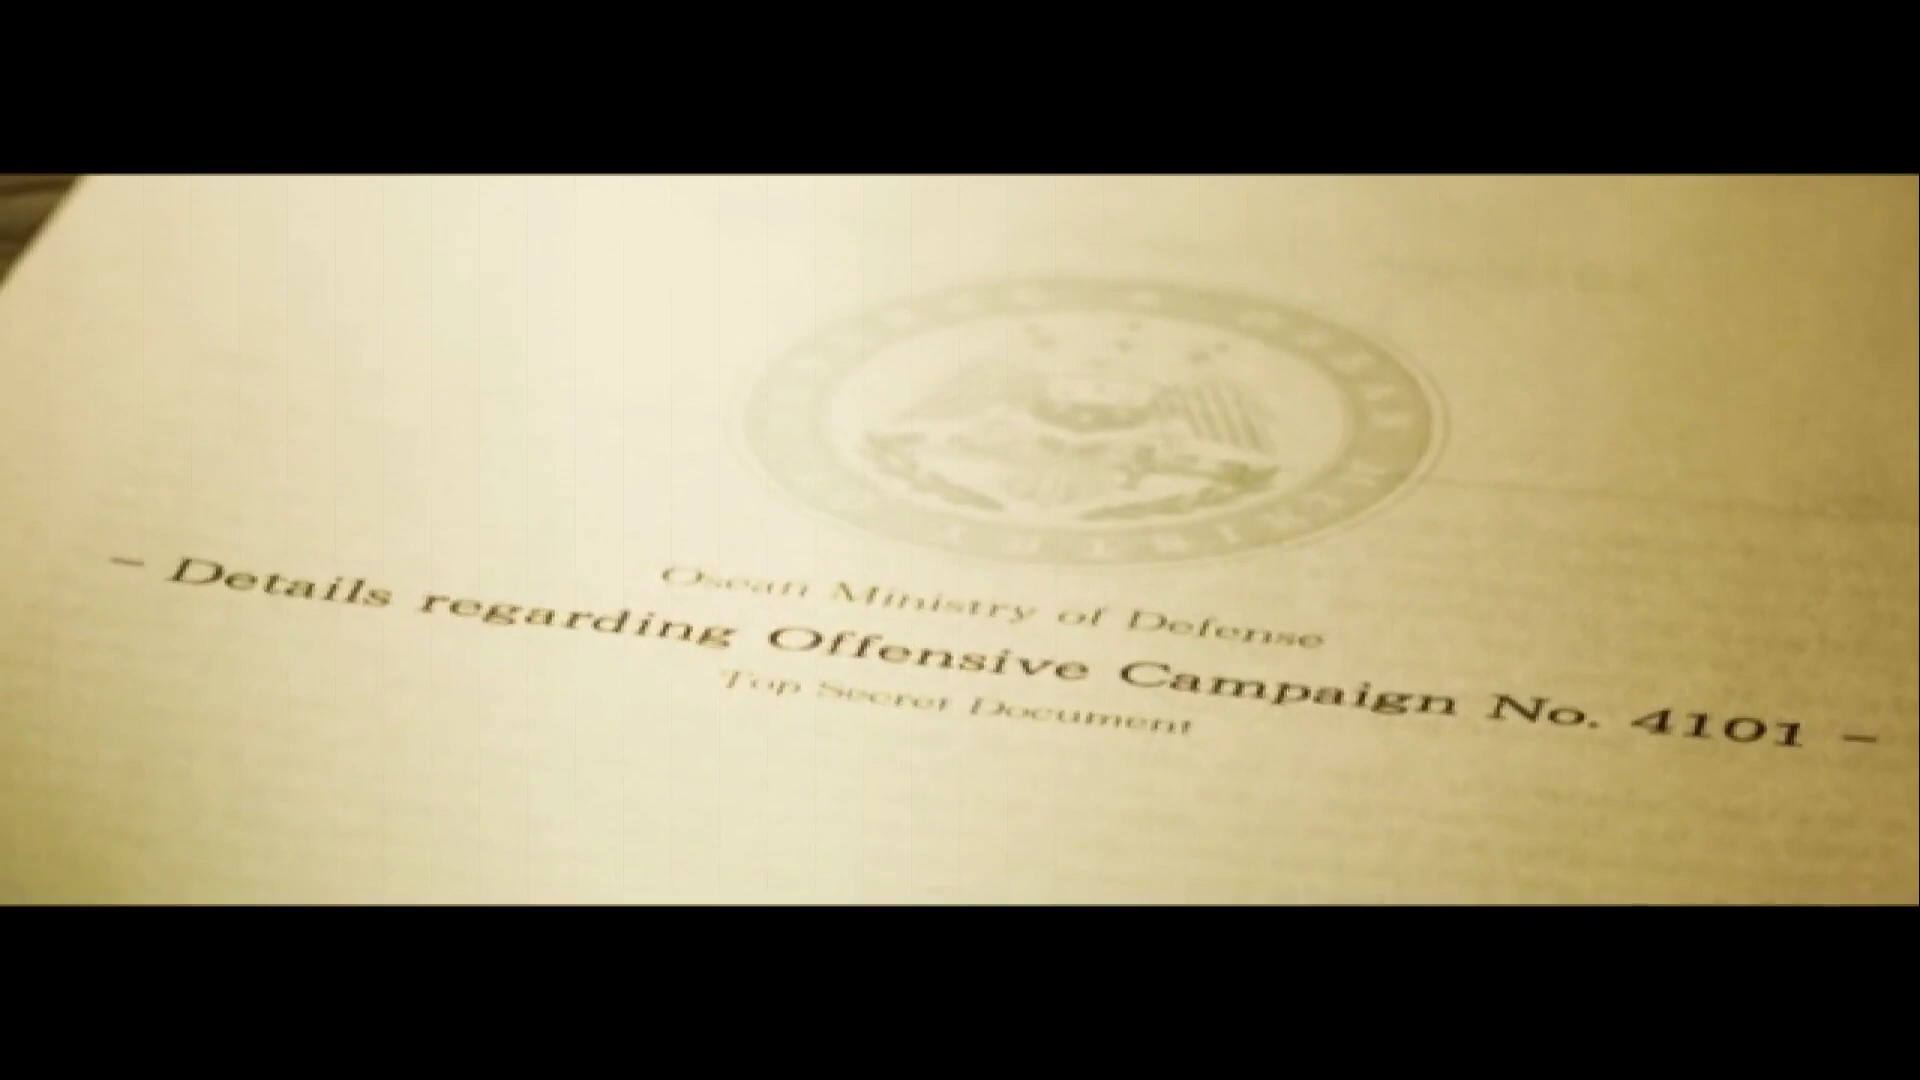 Osean Ministry of Defense
– Details regarding Offensive Campaign No. 4101 –
Top Secret Document